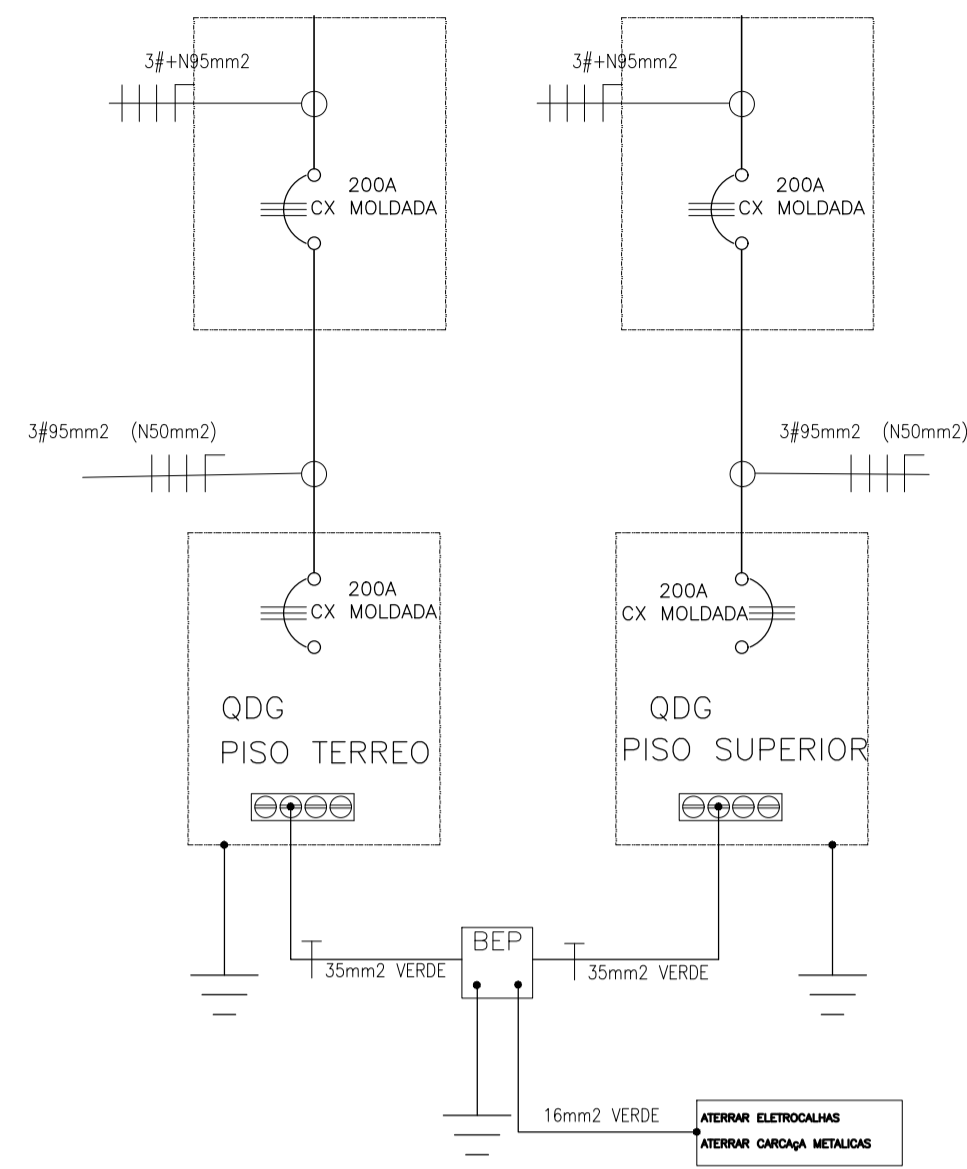 3#+N95mm2
3#+N95mm2
200A
CX MOLDADA
200A
CX MOLDADA
3#95mm2 (N50mm2)
3#95mm2 (N50mm2)
200A
CX MOLDADA
200A
CX MOLDADA
QDG
PISO TERREO
QDG
PISO SUPERIOR
BEP
35mm2 VERDE
35mm2 VERDE
16mm2 VERDE
ATERRAR ELETROCALHAS
ATERRAR CARCAçA METALICAS